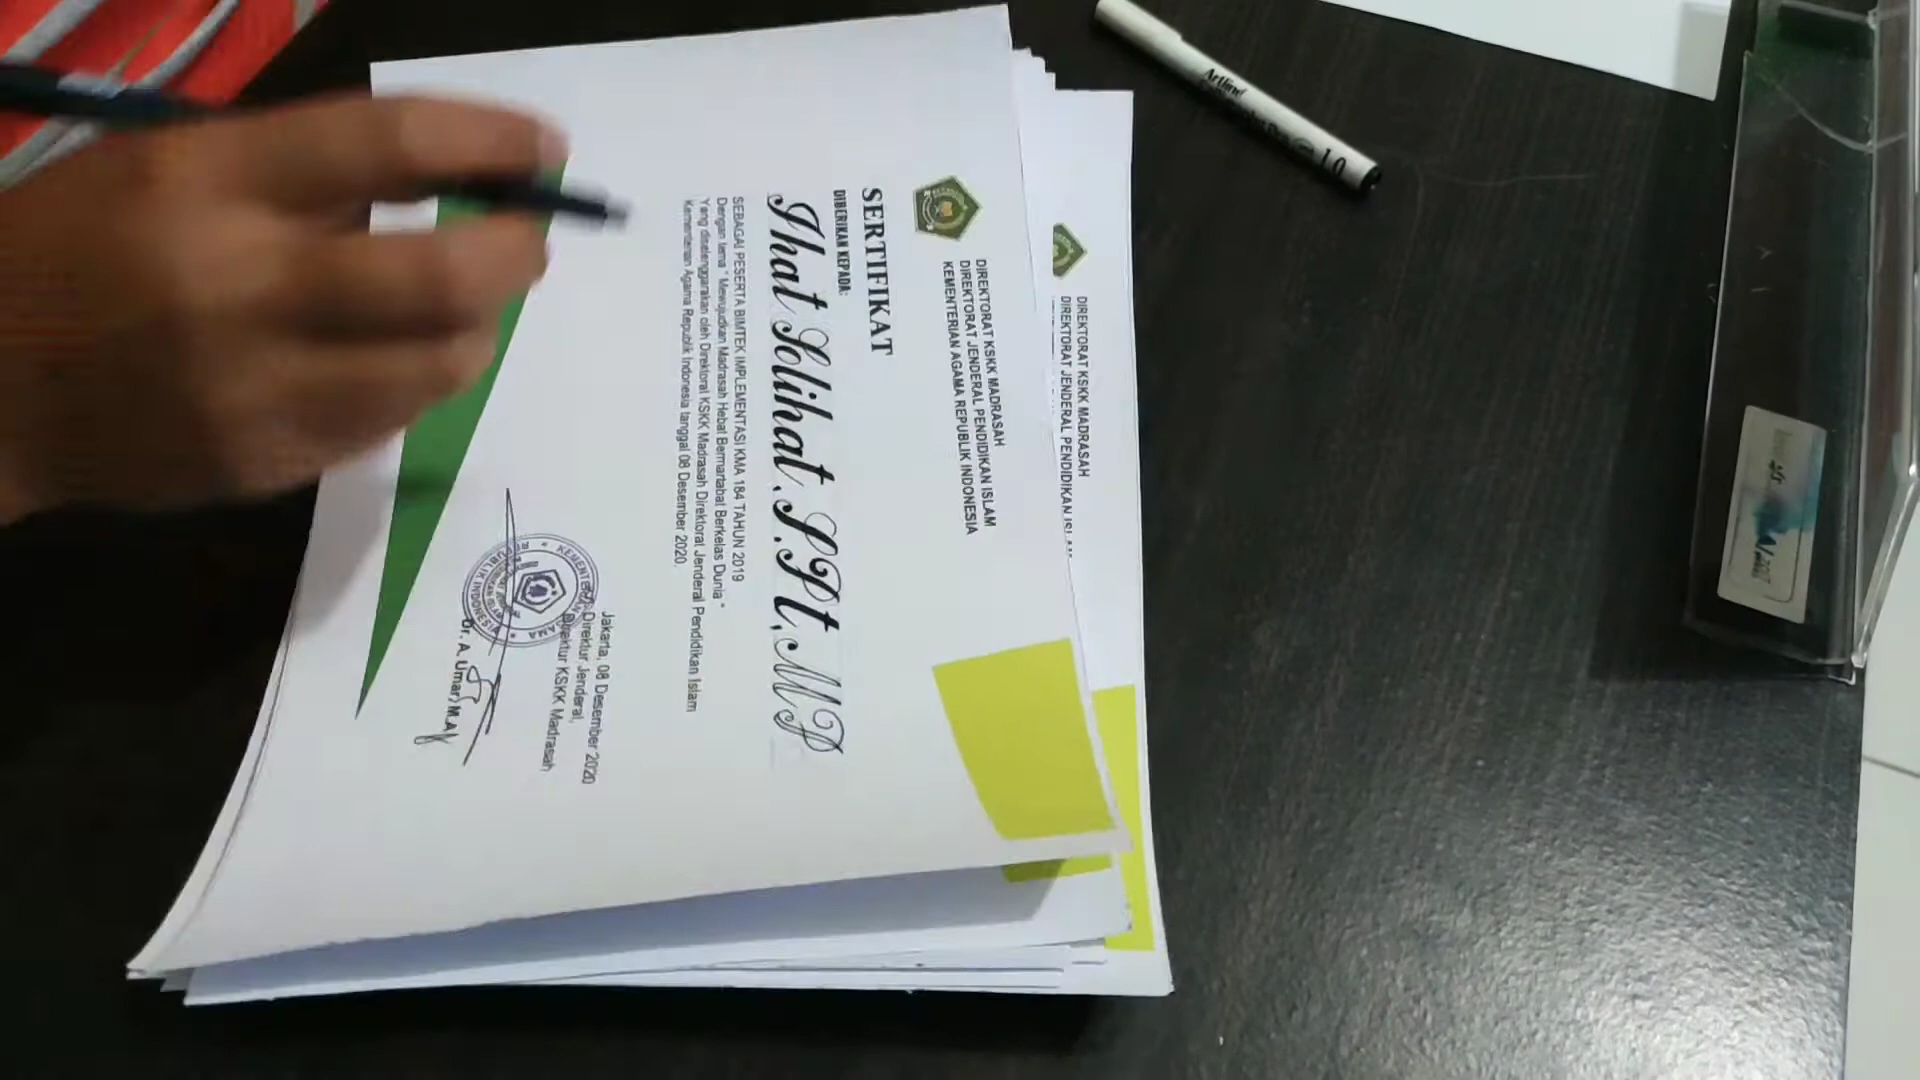 DIREKTORAT KSKK MADRASAH
DIREKTORAT JENDERAL PENDIDIKAN ISLAM
KEMENTERIAN AGAMA REPUBLIK INDONESIA
SERTIFIKAT
DIBERIKAN KEPADA:
Ihat Solihat.S.Pt,MP
SEBAGAI PESERTA BIMTEK IMPLEMENTASI KMA 184 TAHUN 2019
Dengan tema " Mewujudkan Madrasah Hebat Bermartabat Berkelas Dunia "
Yang diselenggarakan oleh Direktorat KSKK Madrasah Direktorat Jenderal Pendidikan Islam
Kementerian Agama Republik Indonesia tanggal 08 Desember 2020.
Jakarta, 08 Desember 2020
Direktur Jenderal,
Direktur KSKK Madrasah
Dr. A. Umar, M.A
DIREKTORAT KSKK MADRASAH
DIREKTORAT JENDERAL PENDIDIKAN
Artline
1.0